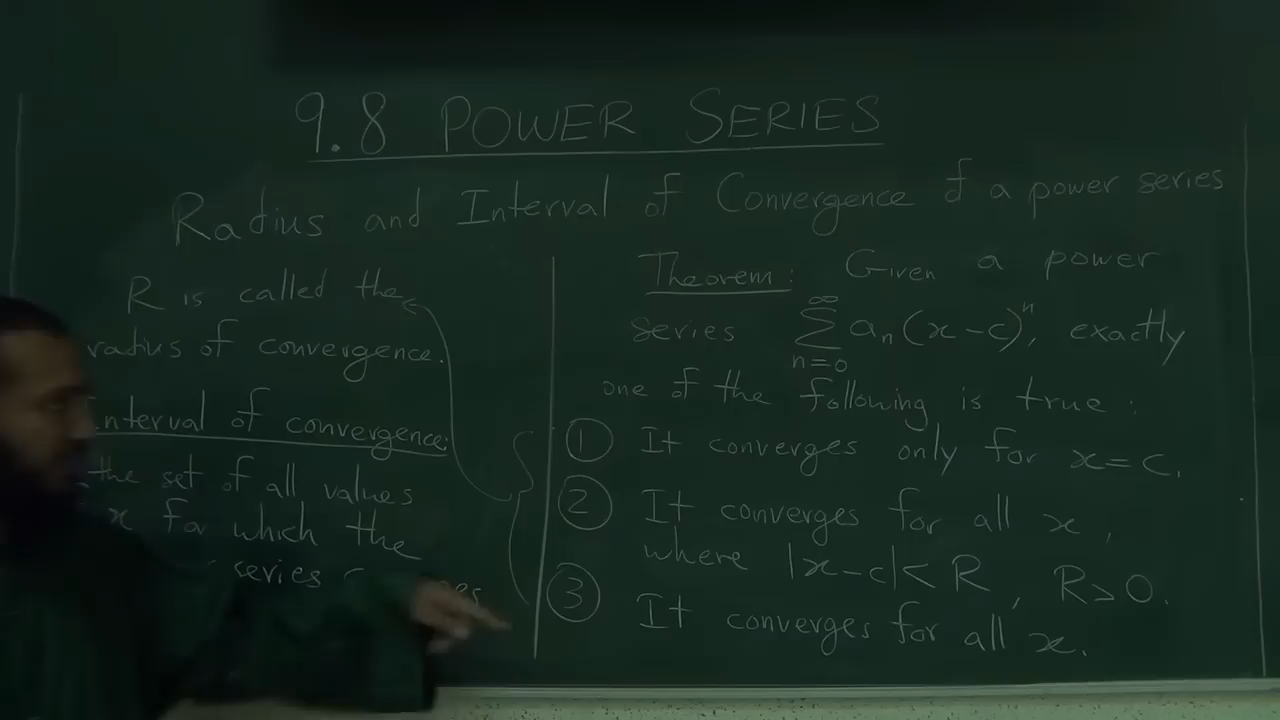 9.8 POWER SERIES
Radius and Interval of Convergence of a power series
R is called the
radius of convergence.
Interval of convergence:
the set of all values
x for which the
series
Theorem: Given a power
series \sum_{n=0}^{\infty} a_n(x-c)^n, exactly
one of the following is true:
① It converges only for x=c.
② It converges for all x,
where |x-c|<R, R>0.
③ It converges for all x.